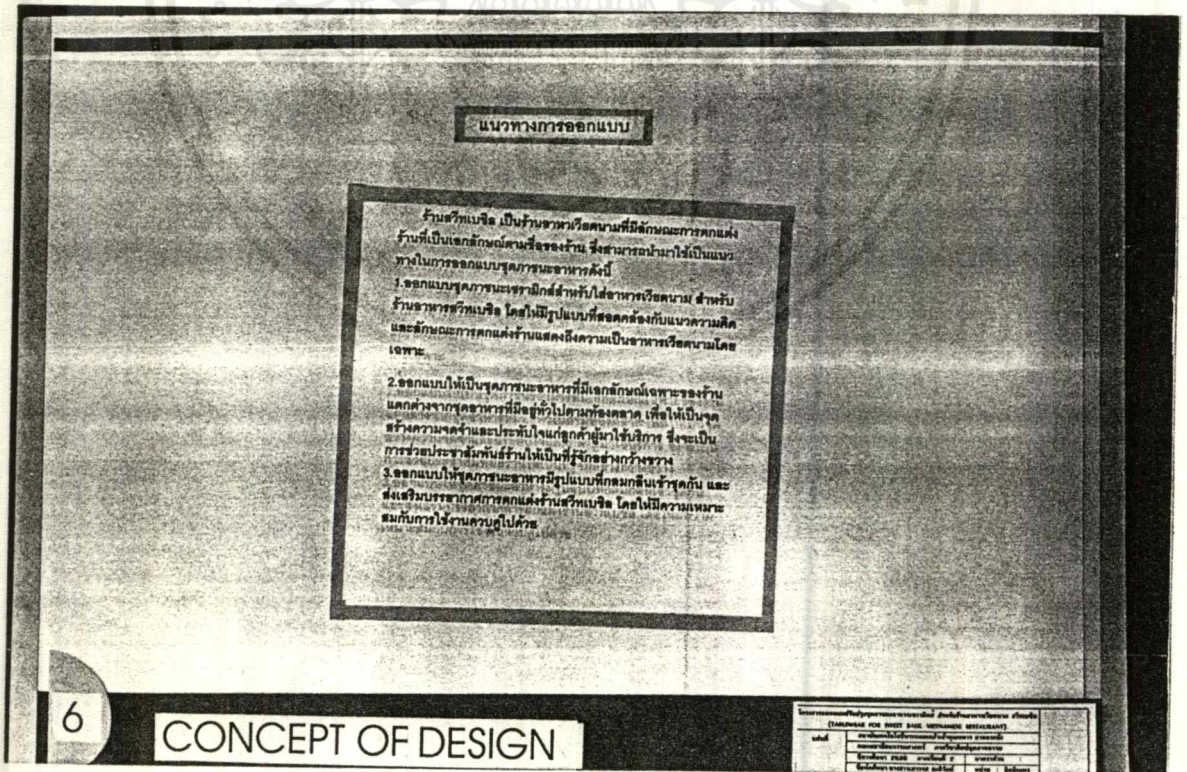 แนวทางการออกแบบ
ร้านสวีทเบซิล เป็นร้านอาหาเวียดนามที่มีลักษณะการตกแต่ง
ร้านที่เป็นเอกลักษณ์ตามชื่อของร้าน ซึ่งสามารถนำมาใช้เป็นแนว
ทางในการออกแบบชุดภาชนะอาหารดังนี้
1.ออกแบบชุดภาชนะเซรามิกส์สำหรับใส่อาหารเวียดนาม สำหรับ
ร้านอาหารสวีทเบซิล โดยให้มีรูปแบบที่สอดคล้องกับแนวความคิด
และลักษณะการตกแต่งร้านแสดงถึงความเป็นอาหารเวียดนามโดย
เฉพาะ
2.ออกแบบให้เป็นชุดภาชนะอาหารที่มีเอกลักษณ์เฉพาะของร้าน
แตกต่างจากชุดอาหารที่มีอยู่ทั่วไปตามท้องตลาด เพื่อให้เป็นจุด
สร้างความจดจำและประทับใจแก่ลูกค้าผู้มาใช้บริการ ซึ่งจะเป็น
การช่วยประชาสัมพันธ์ร้านให้เป็นที่รู้จักอย่างกว้างขวาง
3.ออกแบบให้ชุดภาชนะอาหารมีรูปแบบที่กลมกลืนเข้าชุดกัน และ
ส่งเสริมบรรยากาศการตกแต่งร้านสวีทเบซิล โดยให้มีความเหมาะ
สมกับการใช้งานควบคู่ไปด้วย
6
CONCEPT OF DESIGN
(TABLEWEAR FOR SWEET BASIL VIETNAMESE RESTAURANT)